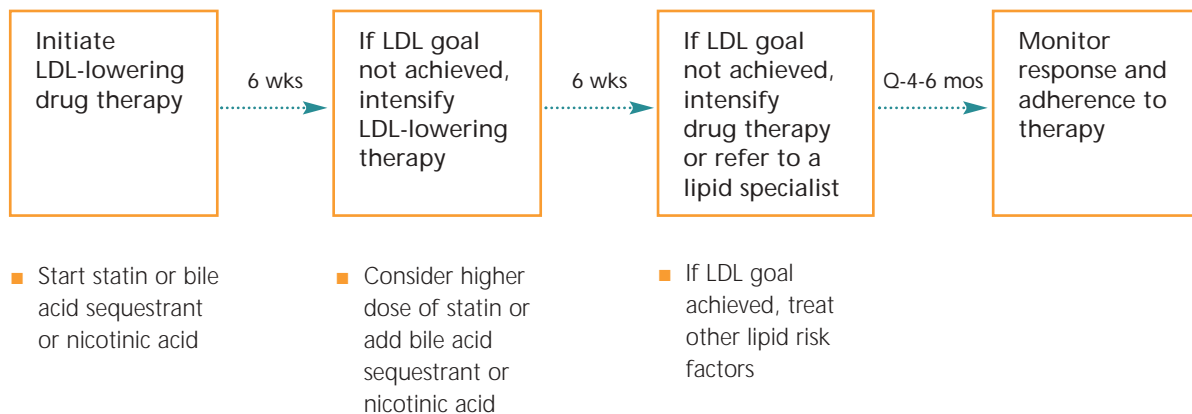 Initiate
LDL-lowering
drug therapy
6 wks
If LDL goal
not achieved,
intensify
LDL-lowering
therapy
6 wks
If LDL goal
not achieved,
intensify
drug therapy
or refer to a
lipid specialist
Q-4-6 mos
Monitor
response and
adherence to
therapy
Start statin or bile
acid sequestrant
or nicotinic acid
Consider higher
dose of statin or
add bile acid
sequestrant or
nicotinic acid
If LDL goal
achieved, treat
other lipid risk
factors